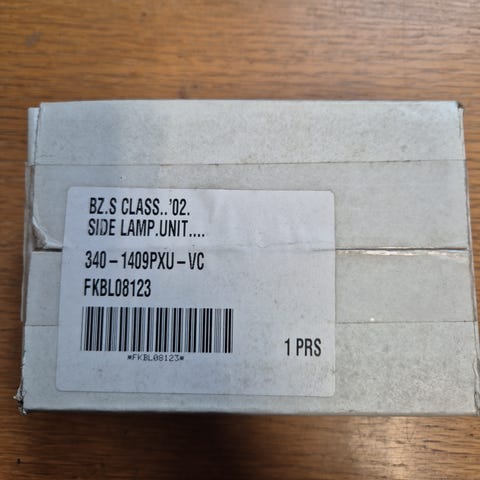 BZ.S CLASS..'02.
SIDE LAMP.UNIT....
340-1409PXU-VC
FKBL08123
*FKBL08123*
1 PRS